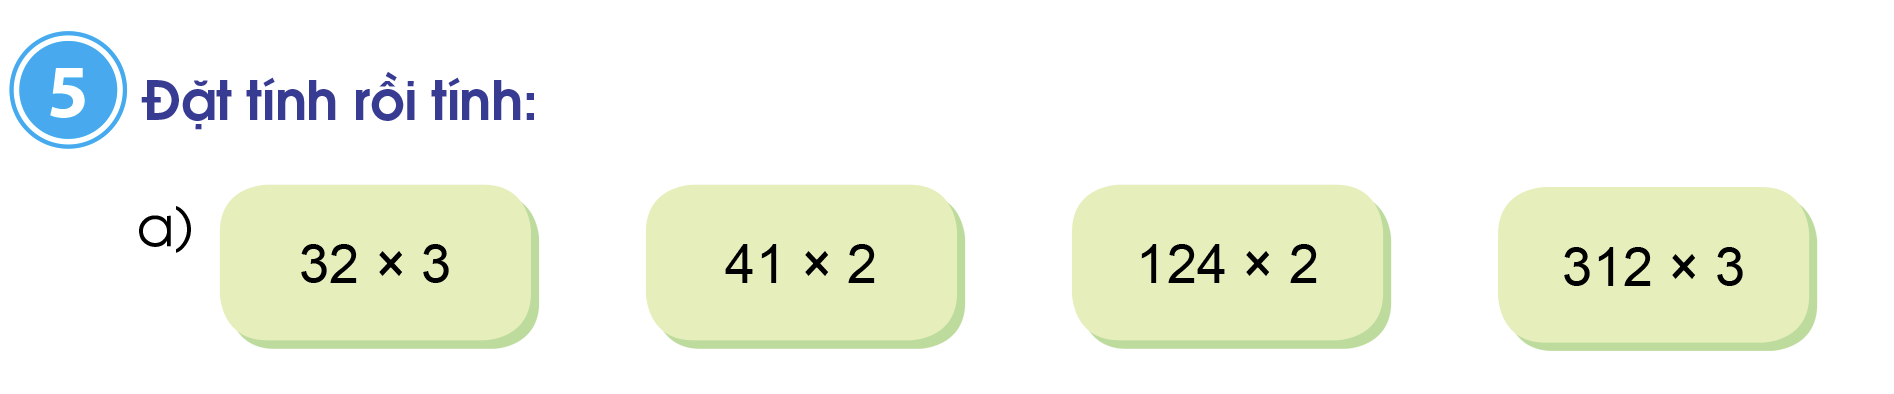 5 Đặt tính rồi tính:
a) 32 × 3 41 × 2 124 × 2 312 × 3